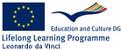 Education and Culture DG
Lifelong Learning Programme
Leonardo da Vinci